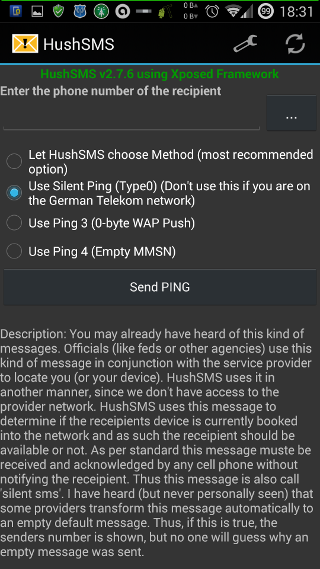 0 B/s
0 B↑
99
18:31
HushSMS
HushSMS v2.7.6 using Xposed Framework
Enter the phone number of the recipient
...
Let HushSMS choose Method (most recommended
option)
Use Silent Ping (Type0) (Don't use this if you are on
the German Telekom network)
Use Ping 3 (0-byte WAP Push)
Use Ping 4 (Empty MMSN)
Send PING
Description: You may already have heard of this kind of
messages. Officials (like feds or other agencies) use this
kind of message in conjunction with the service provider
to locate you (or your device). HushSMS uses it in
another manner, since we don't have access to the
provider network. HushSMS uses this message to
determine if the receipients device is currently booked
into the network and as such the receipient should be
available or not. As per standard this message muste be
received and acknowledged by any cell phone without
notifying the receipient. Thus this message is also call
'silent sms'. I have heard (but never personally seen) that
some providers transform this message automatically to
an empty default message. Thus, if this is true, the
senders number is shown, but no one will guess why an
empty message was sent.